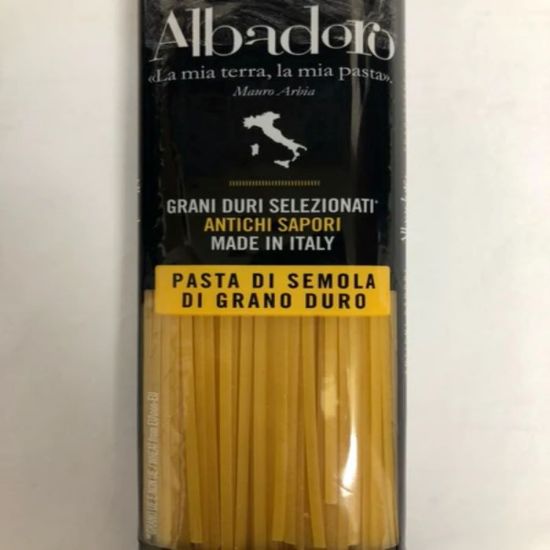 Albadoro
«La mia terra, la mia pasta».
Mauro Arbia
GRANI DURI SELEZIONATI*
ANTICHI SAPORI
MADE IN ITALY
PASTA DI SEMOLA
DI GRANO DURO